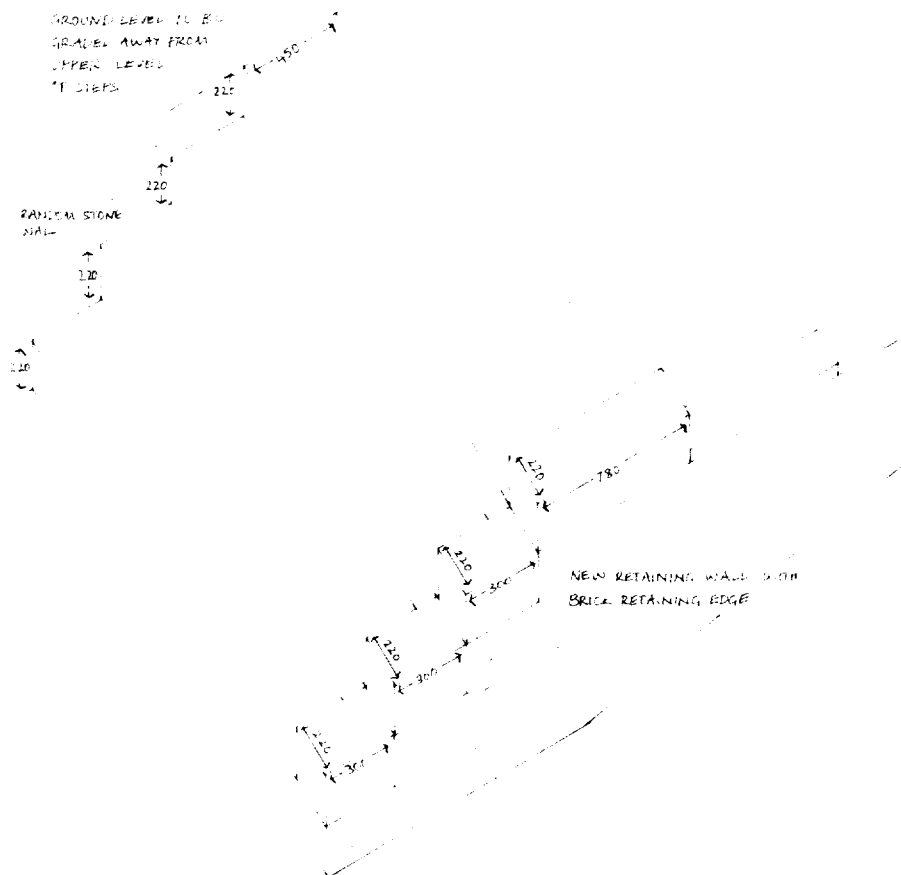 GROUND LEVEL TO BE
GRADED AWAY FROM
UPPER LEVEL
OF STEPS
450
220
220
RANDOM STONE
220
220
780
220
220
300
NEW RETAINING WALL WITH
BRICK RETAINING EDGE
220
300
220
300